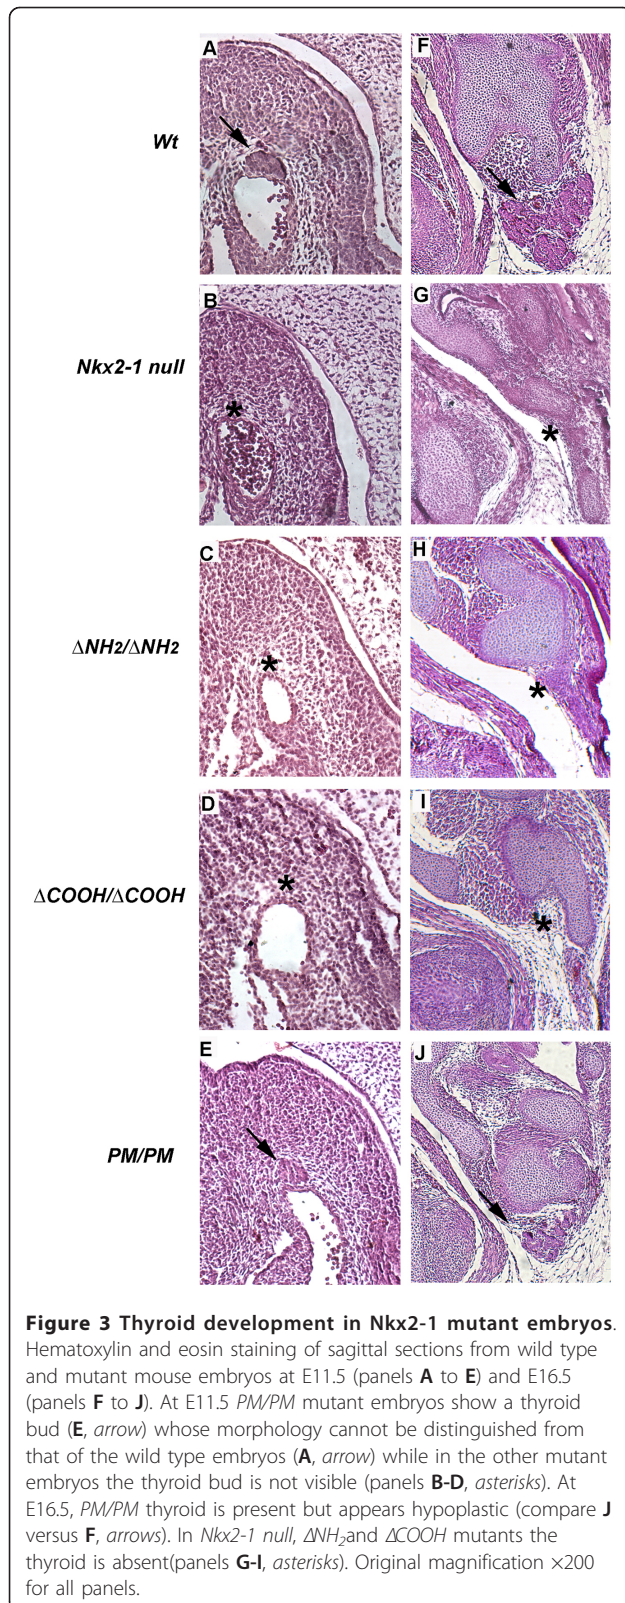 A
F
Wt
B
G
Nkx2-1 null
*
*
C
H
ΔNH2/ΔNH2
*
*
D
I
ΔCOOH/ΔCOOH
*
*
E
J
PM/PM
Figure 3 Thyroid development in Nkx2-1 mutant embryos.
Hematoxylin and eosin staining of sagittal sections from wild type
and mutant mouse embryos at E11.5 (panels A to E) and E16.5
(panels F to J). At E11.5 PM/PM mutant embryos show a thyroid
bud (E, arrow) whose morphology cannot be distinguished from
that of the wild type embryos (A, arrow) while in the other mutant
embryos the thyroid bud is not visible (panels B-D, asterisks). At
E16.5, PM/PM thyroid is present but appears hypoplastic (compare J
versus F, arrows). In Nkx2-1 null, ΔNH2and ΔCOOH mutants the
thyroid is absent(panels G-I, asterisks). Original magnification ×200
for all panels.